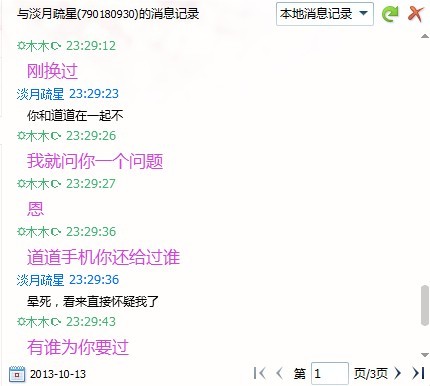 与淡月疏星(790180930)的消息记录
本地消息记录
☼木木☪ 23:29:12
刚换过
淡月疏星 23:29:23
你和道道在一起不
☼木木☪ 23:29:26
我就问你一个问题
☼木木☪ 23:29:27
恩
☼木木☪ 23:29:36
道道手机你还给过谁
淡月疏星 23:29:36
晕死，看来直接怀疑我了
☼木木☪ 23:29:43
有谁为你要过
2013-10-13 第 1 页/3页